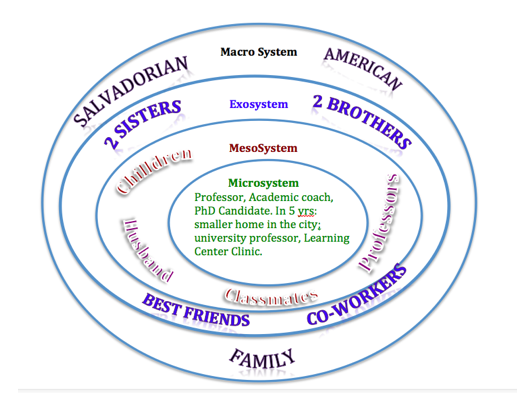 Macro System
SALVADORIAN
AMERICAN
Exosystem
2 SISTERS
2 BROTHERS
MesoSystem
Children
Professors
Microsystem
Professor, Academic coach,
PhD Candidate. In 5 yrs:
smaller home in the city;
university professor, Learning
Center Clinic.
Husband
Classmates
BEST FRIENDS
CO-WORKERS
FAMILY